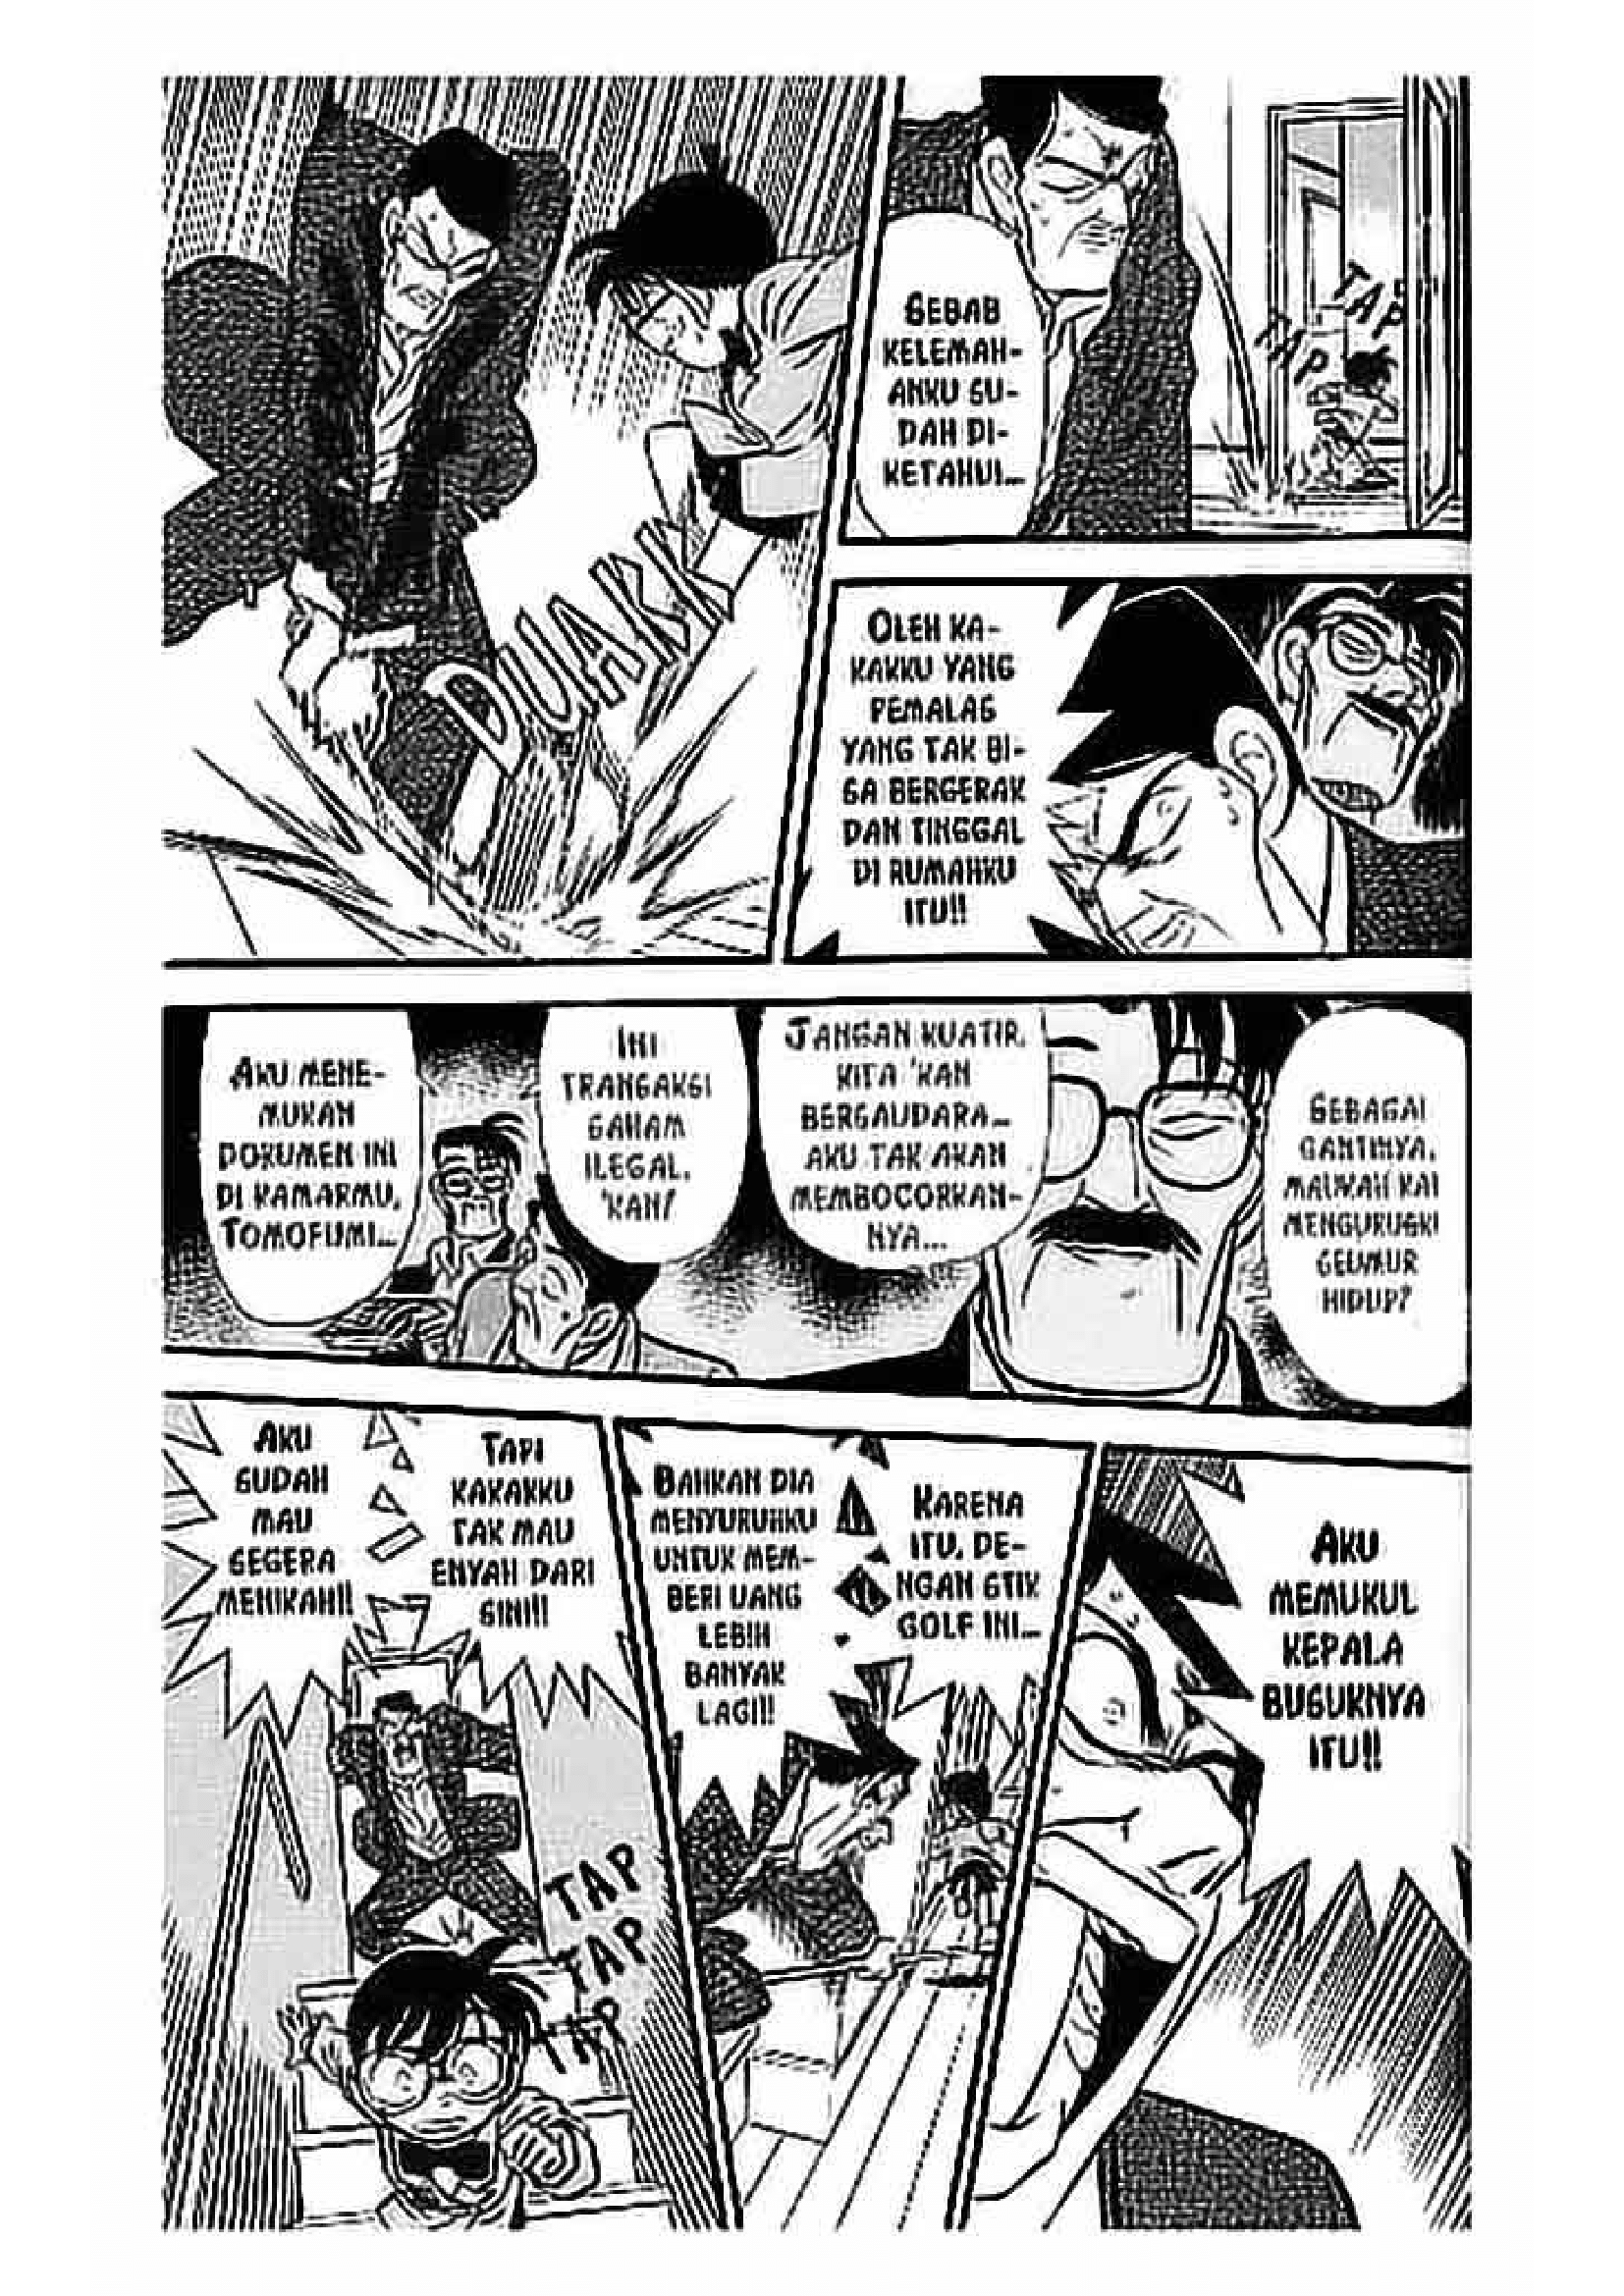 DUAKK
TAP
TAP
SEBAB
KELEMAH-
ANKU SU-
DAH DI-
KETAHUI...
OLEH KA-
KAKKU YANG
PEMALAS
YANG TAK BI-
SA BERGERAK
DAN TINGGAL
DI RUMAHKU
ITU!!
AKU MENE-
MUKAN
DOKUMEN INI
DI KAMARMU,
TOMOFUMI...
INI
TRANSAKSI
SAHAM
ILEGAL,
'KAN?
JANGAN KUATIR.
KITA 'KAN
BERSAUDARA...
AKU TAK AKAN
MEMBOCORKAN-
NYA...
SEBAGAI
GANTINYA,
MAUKAH KAU
MENGURUSKU
SEUMUR
HIDUP?
AKU
SUDAH
MAU
SEGERA
MENIKAH!!
TAPI
KAKAKKU
TAK MAU
ENYAH DARI
SINI!!
TAP
TAP
TAP
BAHKAN DIA
MENYURUHKU
UNTUK MEM-
BERI UANG
LEBIH
BANYAK
LAGI!!
KARENA
ITU, DE-
NGAN STIK
GOLF INI...
AKU
MEMUKUL
KEPALA
BUSUKNYA
ITU!!